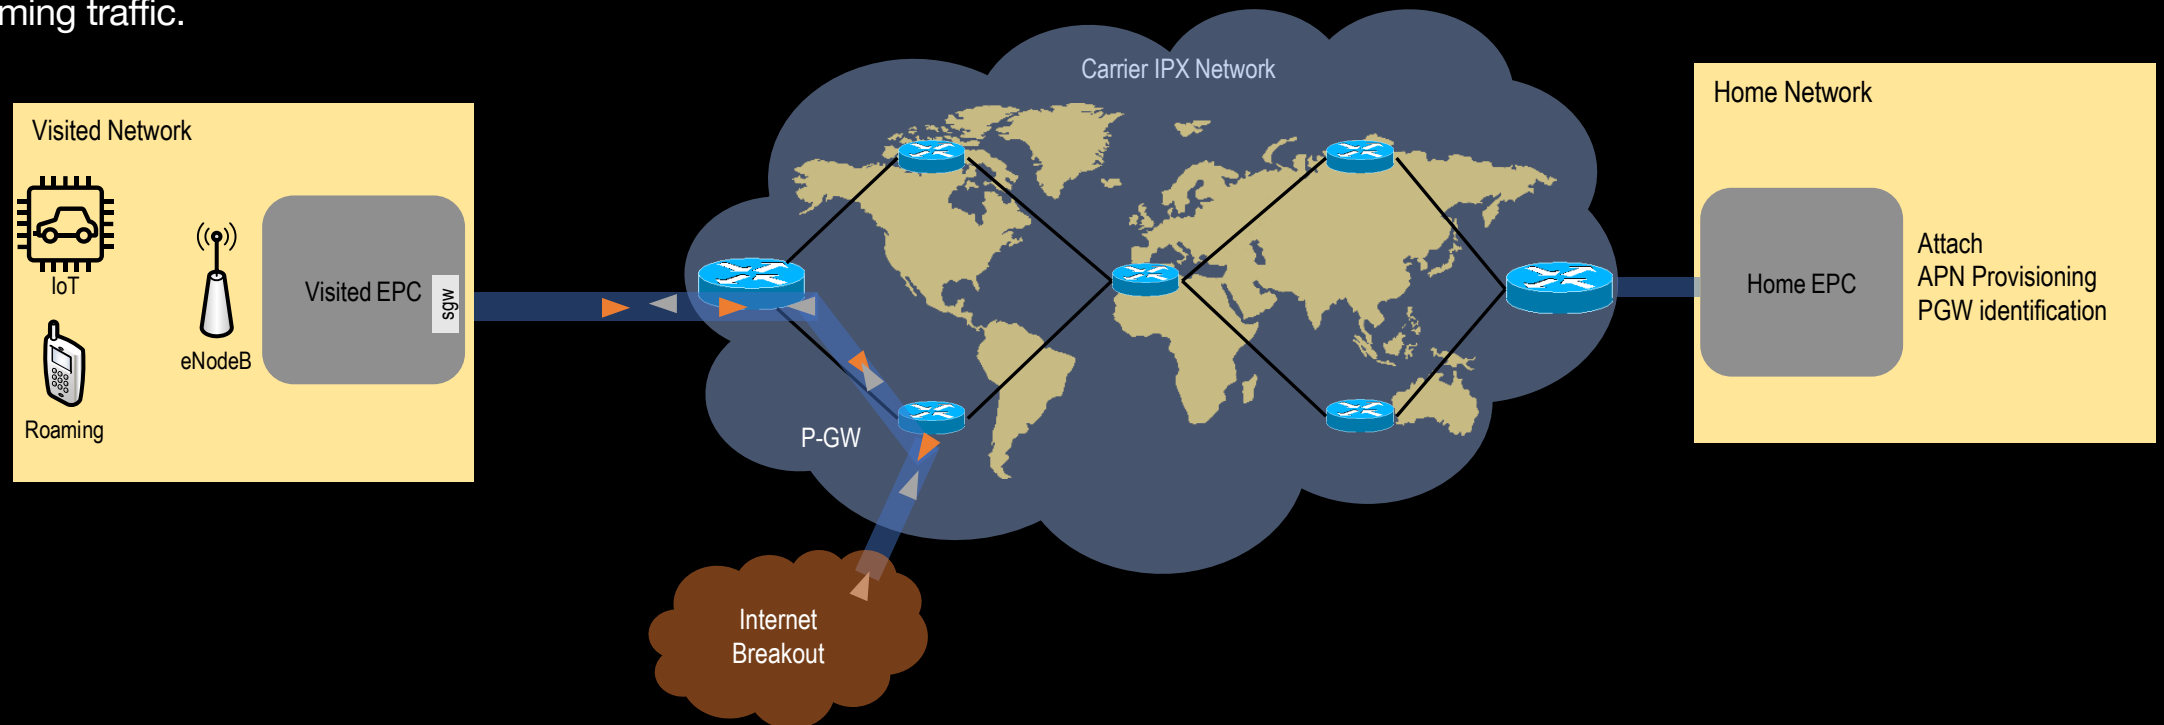 traffic.
Carrier IPX Network
Visited Network
IoT
Roaming
eNodeB
Visited EPC
sgw
P-GW
Internet
Breakout
Home Network
Home EPC
Attach
APN Provisioning
PGW identification